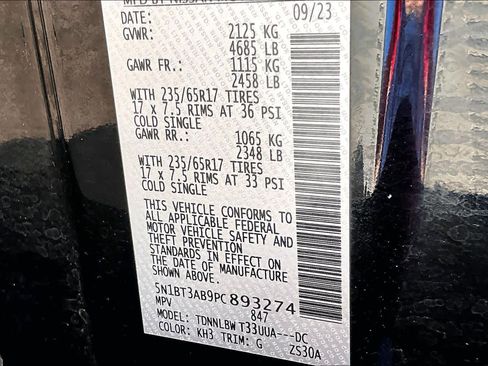 MFD BY NISSAN
DATE: 09/23
GVWR: 2125 KG
4685 LB
GAWR FR.: 1115 KG
2458 LB
WITH 235/65R17 TIRES
17 x 7.5 RIMS AT 36 PSI
COLD SINGLE
GAWR RR.: 1065 KG
2348 LB
WITH 235/65R17 TIRES
17 x 7.5 RIMS AT 33 PSI
COLD SINGLE
THIS VEHICLE CONFORMS TO
ALL APPLICABLE FEDERAL
MOTOR VEHICLE SAFETY AND
THEFT PREVENTION
STANDARDS IN EFFECT ON
THE DATE OF MANUFACTURE
SHOWN ABOVE.
5N1BT3AB9PC893274
MPV 847
MODEL: TDNNLBW T33UUA---DC
COLOR: KH3 TRIM: G ZS30A